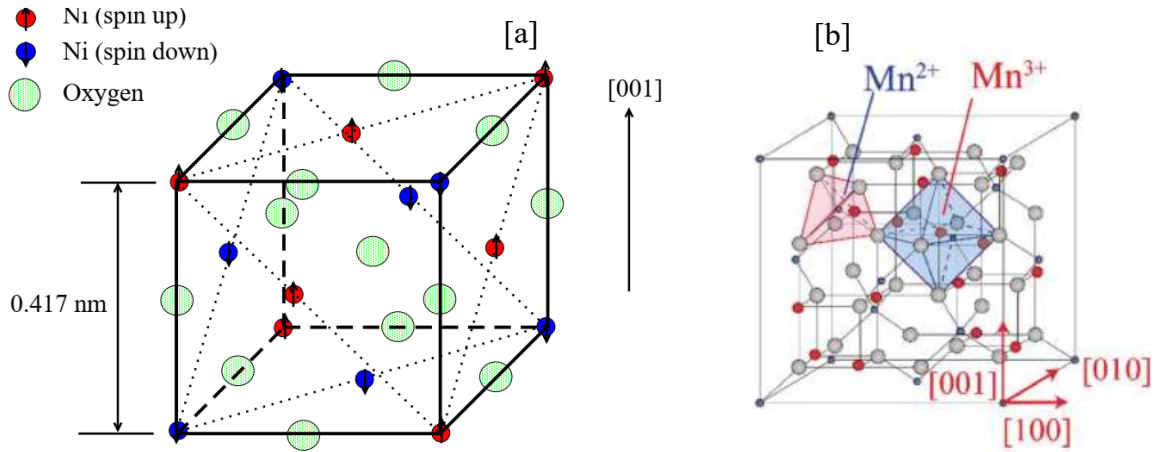 Ni (spin up)
Ni (spin down)
Oxygen
[a]
[001]
0.417 nm
[b]
Mn²⁺
Mn³⁺
[001]
[010]
[100]